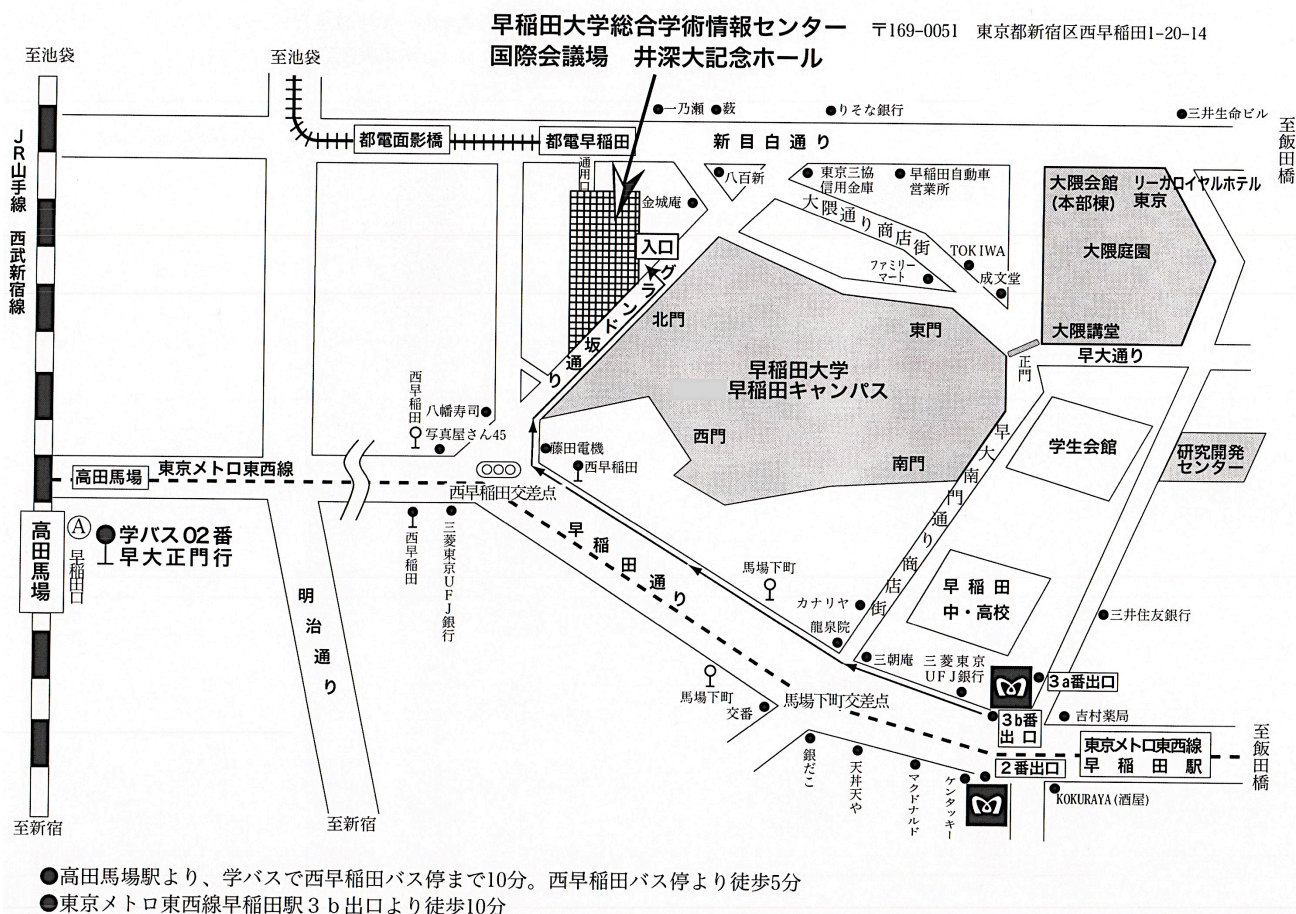 早稲田大学総合学術情報センター 〒169-0051 東京都新宿区西早稲田1-20-14
国際会議場 井深大記念ホール
至池袋
至池袋
JR山手線 西武新宿線
都電面影橋
都電早稲田
通用口
一乃瀬
薮
りそな銀行
新目白通り
三井生命ビル
至飯田橋
八百新
東京三協
信用金庫
早稲田自動車
営業所
金城庵
入口
大隈通り商店街
TOKIWA
ファミリー
マート
成文堂
大隈会館
(本部棟)
リーガロイヤルホテル
東京
大隈庭園
大隈講堂
グランド坂通り
北門
東門
正門
早大通り
早稲田大学
早稲田キャンパス
西門
南門
早大南門通り商店街
学生会館
研究開発
センター
西早稲田
八幡寿司
写真屋さん45
藤田電機
西早稲田
高田馬場
東京メトロ東西線
西早稲田交差点
高田馬場
A
早稲田口
学バス02番
早大正門行
西早稲田
三菱東京UFJ銀行
早稲田通り
明治通り
馬場下町
カナリヤ
龍泉院
早稲田
中・高校
三井住友銀行
三朝庵
三菱東京
UFJ銀行
3a番出口
馬場下町
交番
馬場下町交差点
3b番
出口
吉村薬局
東京メトロ東西線
早稲田駅
至飯田橋
2番出口
銀だこ
天丼天や
マクドナルド
ケンタッキー
KOKURAYA(酒屋)
至新宿
至新宿
●高田馬場駅より、学バスで西早稲田バス停まで10分。西早稲田バス停より徒歩5分
●東京メトロ東西線早稲田駅3b出口より徒歩10分